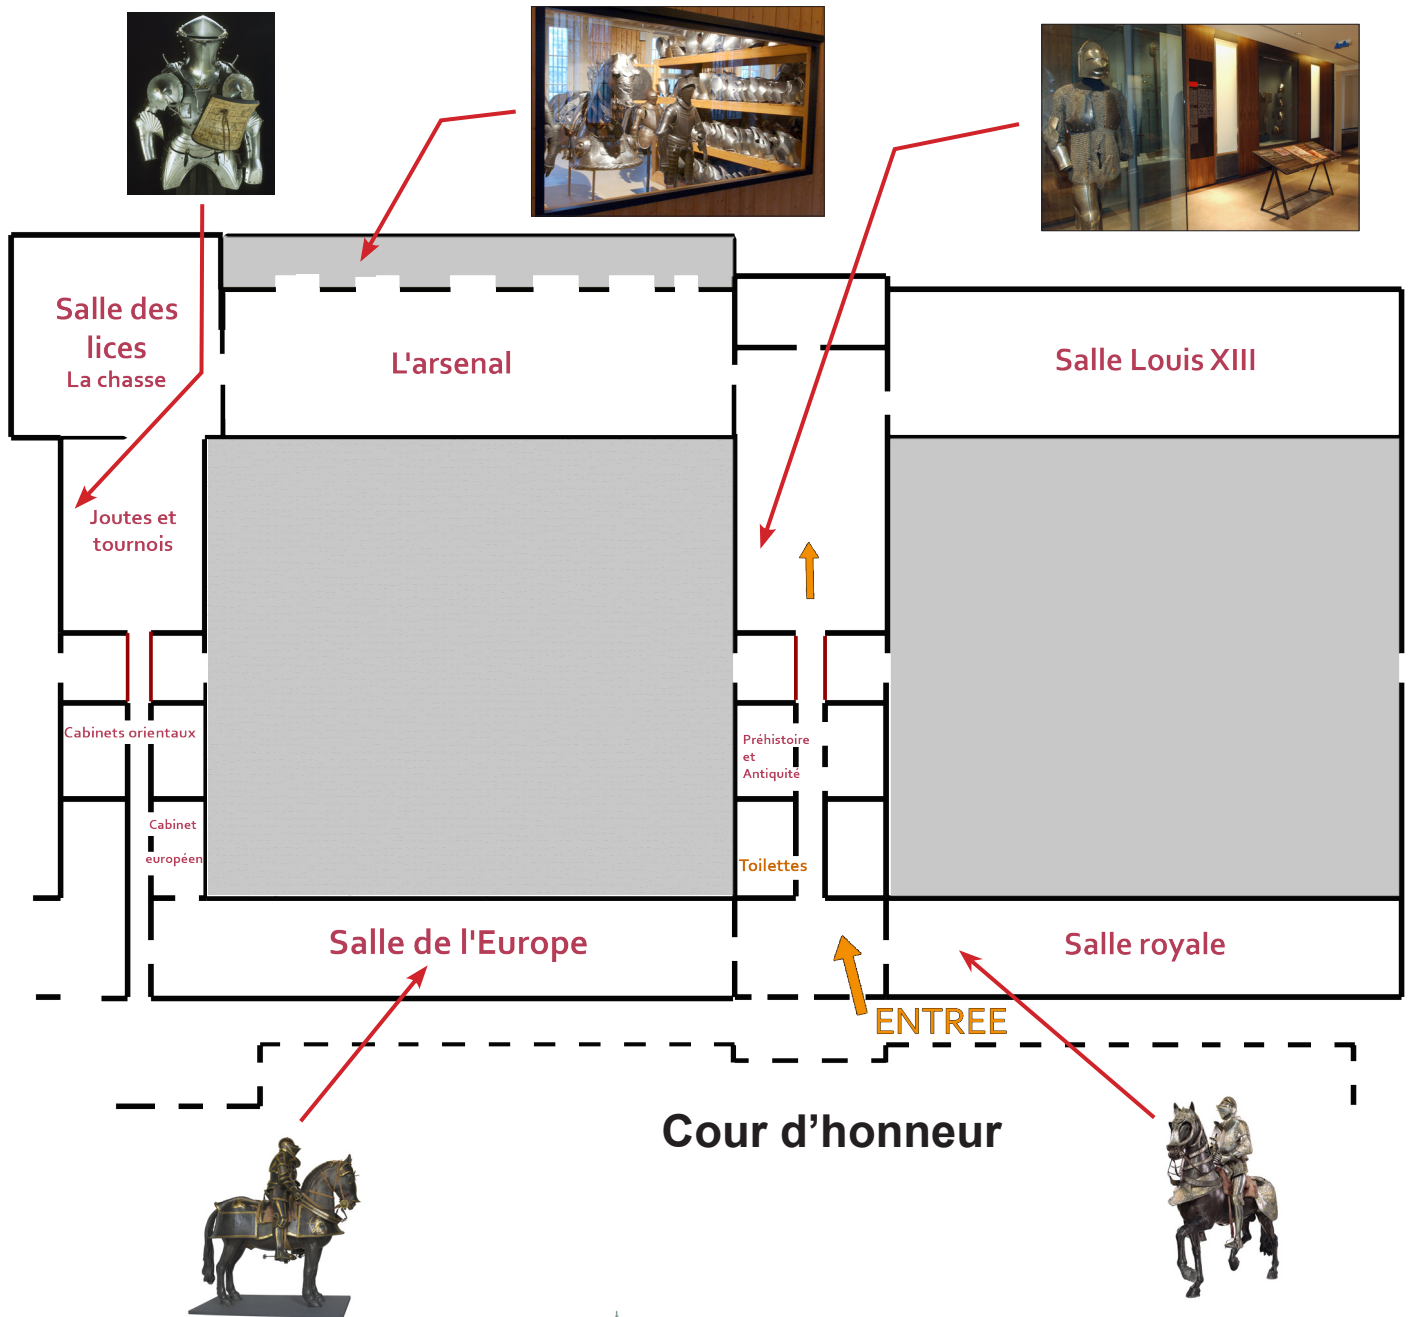 Salle des
lices
La chasse
L'arsenal
Salle Louis XIII
Joutes et
tournois
Cabinets orientaux
Préhistoire
et
Antiquité
Cabinet
européen
Toilettes
Salle de l'Europe
Salle royale
ENTREE
Cour d’honneur